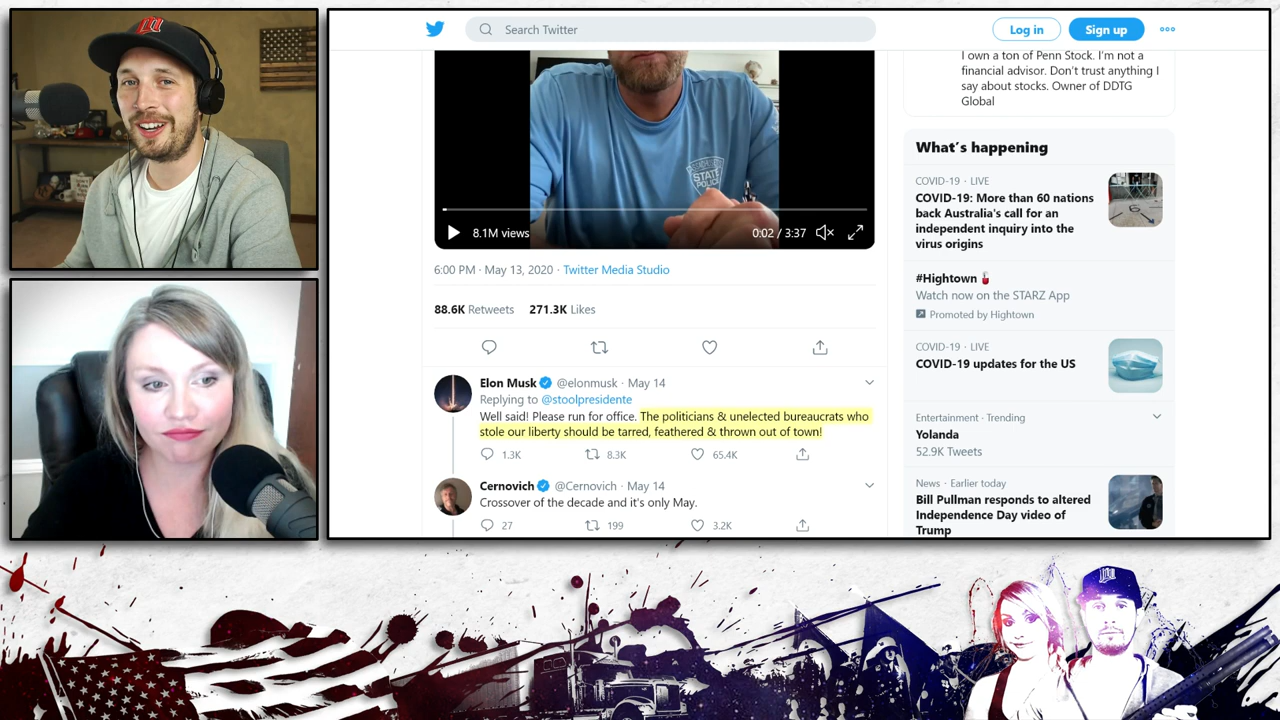 Search Twitter
Log in
Sign up
I own a ton of Penn Stock. I'm not a
financial advisor. Don't trust anything I
say about stocks. Owner of DDTG
Global
STATE
8.1M views
0:02 / 3:37
6:00 PM · May 13, 2020 · Twitter Media Studio
88.6K Retweets 271.3K Likes
Elon Musk @elonmusk · May 14
Replying to @stoolpresidente
Well said! Please run for office. The politicians & unelected bureaucrats who
stole our liberty should be tarred, feathered & thrown out of town!
1.3K 8.3K 65.4K
Cernovich @Cernovich · May 14
Crossover of the decade and it's only May.
27 199 3.2K
What's happening
COVID-19 · LIVE
COVID-19: More than 60 nations
back Australia's call for an
independent inquiry into the
virus origins
#Hightown
Watch now on the STARZ App
Promoted by Hightown
COVID-19 · LIVE
COVID-19 updates for the US
Entertainment · Trending
Yolanda
52.9K Tweets
News · Earlier today
Bill Pullman responds to altered
Independence Day video of
Trump